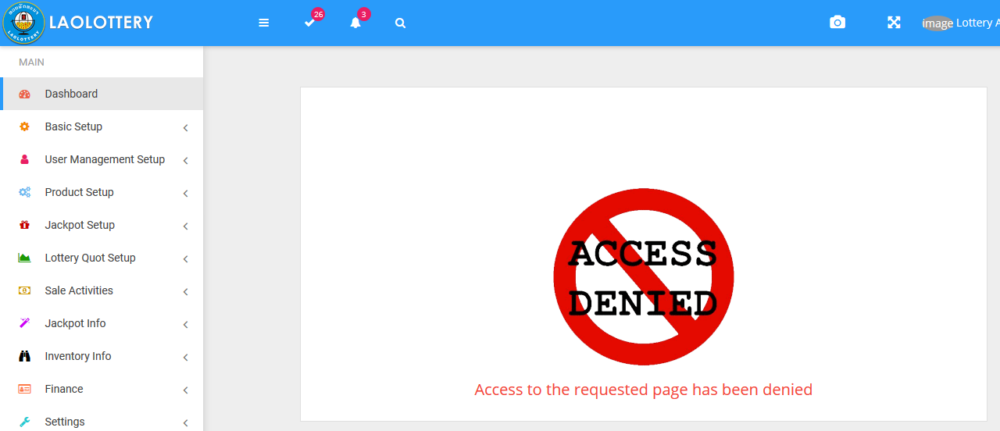 LAOLOTTERY
LAOLOTTERY
26
3
image Lottery A
MAIN
Dashboard
Basic Setup
User Management Setup
Product Setup
Jackpot Setup
Lottery Quot Setup
Sale Activities
Jackpot Info
Inventory Info
Finance
Settings
ACCESS
DENIED
Access to the requested page has been denied